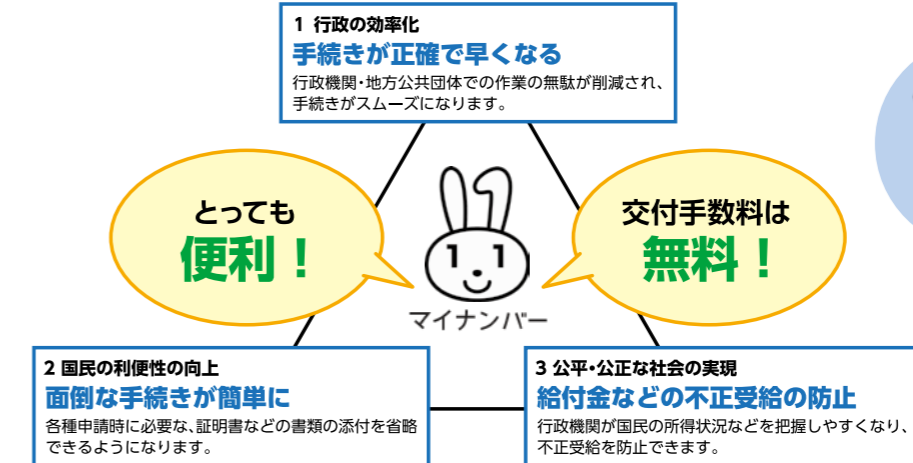 1 行政の効率化
手続きが正確で早くなる
行政機関・地方公共団体での作業の無駄が削減され、
手続きがスムーズになります。
とっても
便利！
交付手数料は
無料！
マイナンバー
2 国民の利便性の向上
面倒な手続きが簡単に
各種申請時に必要な、証明書などの書類の添付を省略
できるようになります。
3 公平・公正な社会の実現
給付金などの不正受給の防止
行政機関が国民の所得状況などを把握しやすくなり、
不正受給を防止できます。